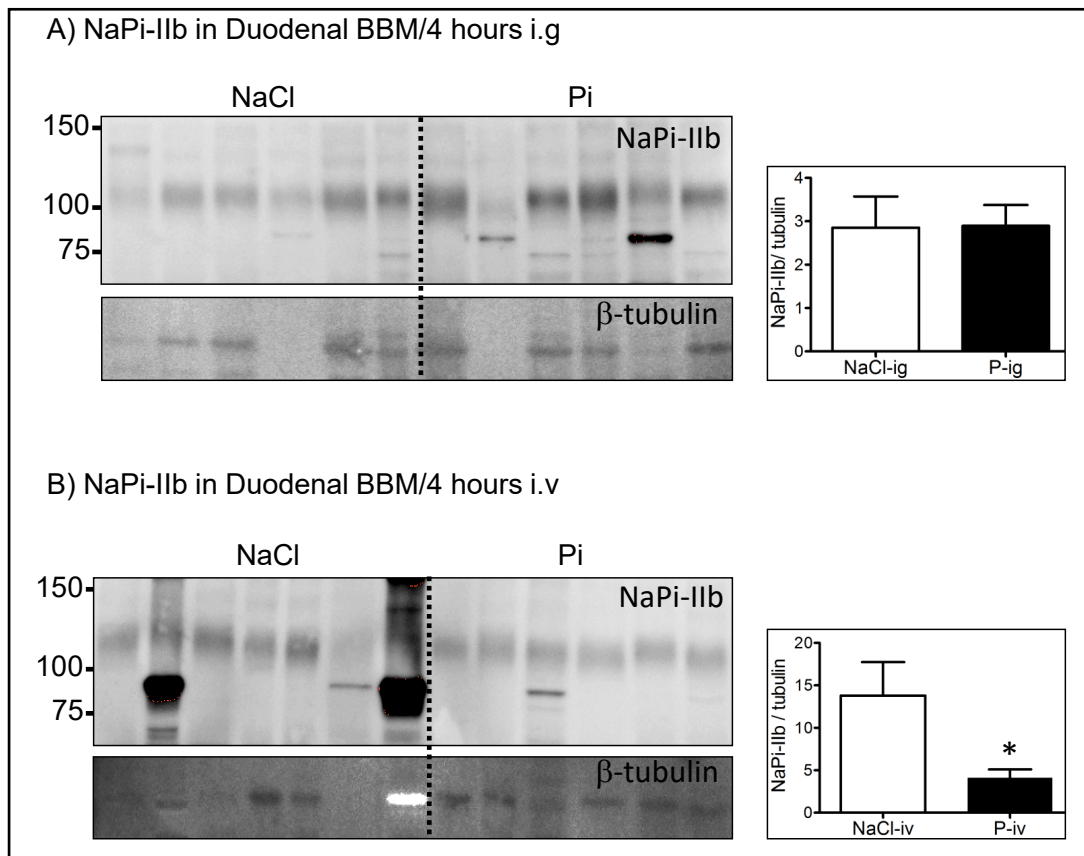 A) NaPi-IIb in Duodenal BBM/4 hours i.g
NaCl Pi
150
100
75
NaPi-IIb
β-tubulin
4
3
2
1
0
NaPi-IIb/ tubulin
NaCl-ig P-ig
B) NaPi-IIb in Duodenal BBM/4 hours i.v
NaCl Pi
150
100
75
NaPi-IIb
β-tubulin
20
15
10
5
0
NaPi-IIb / tubulin
*
NaCl-iv P-iv